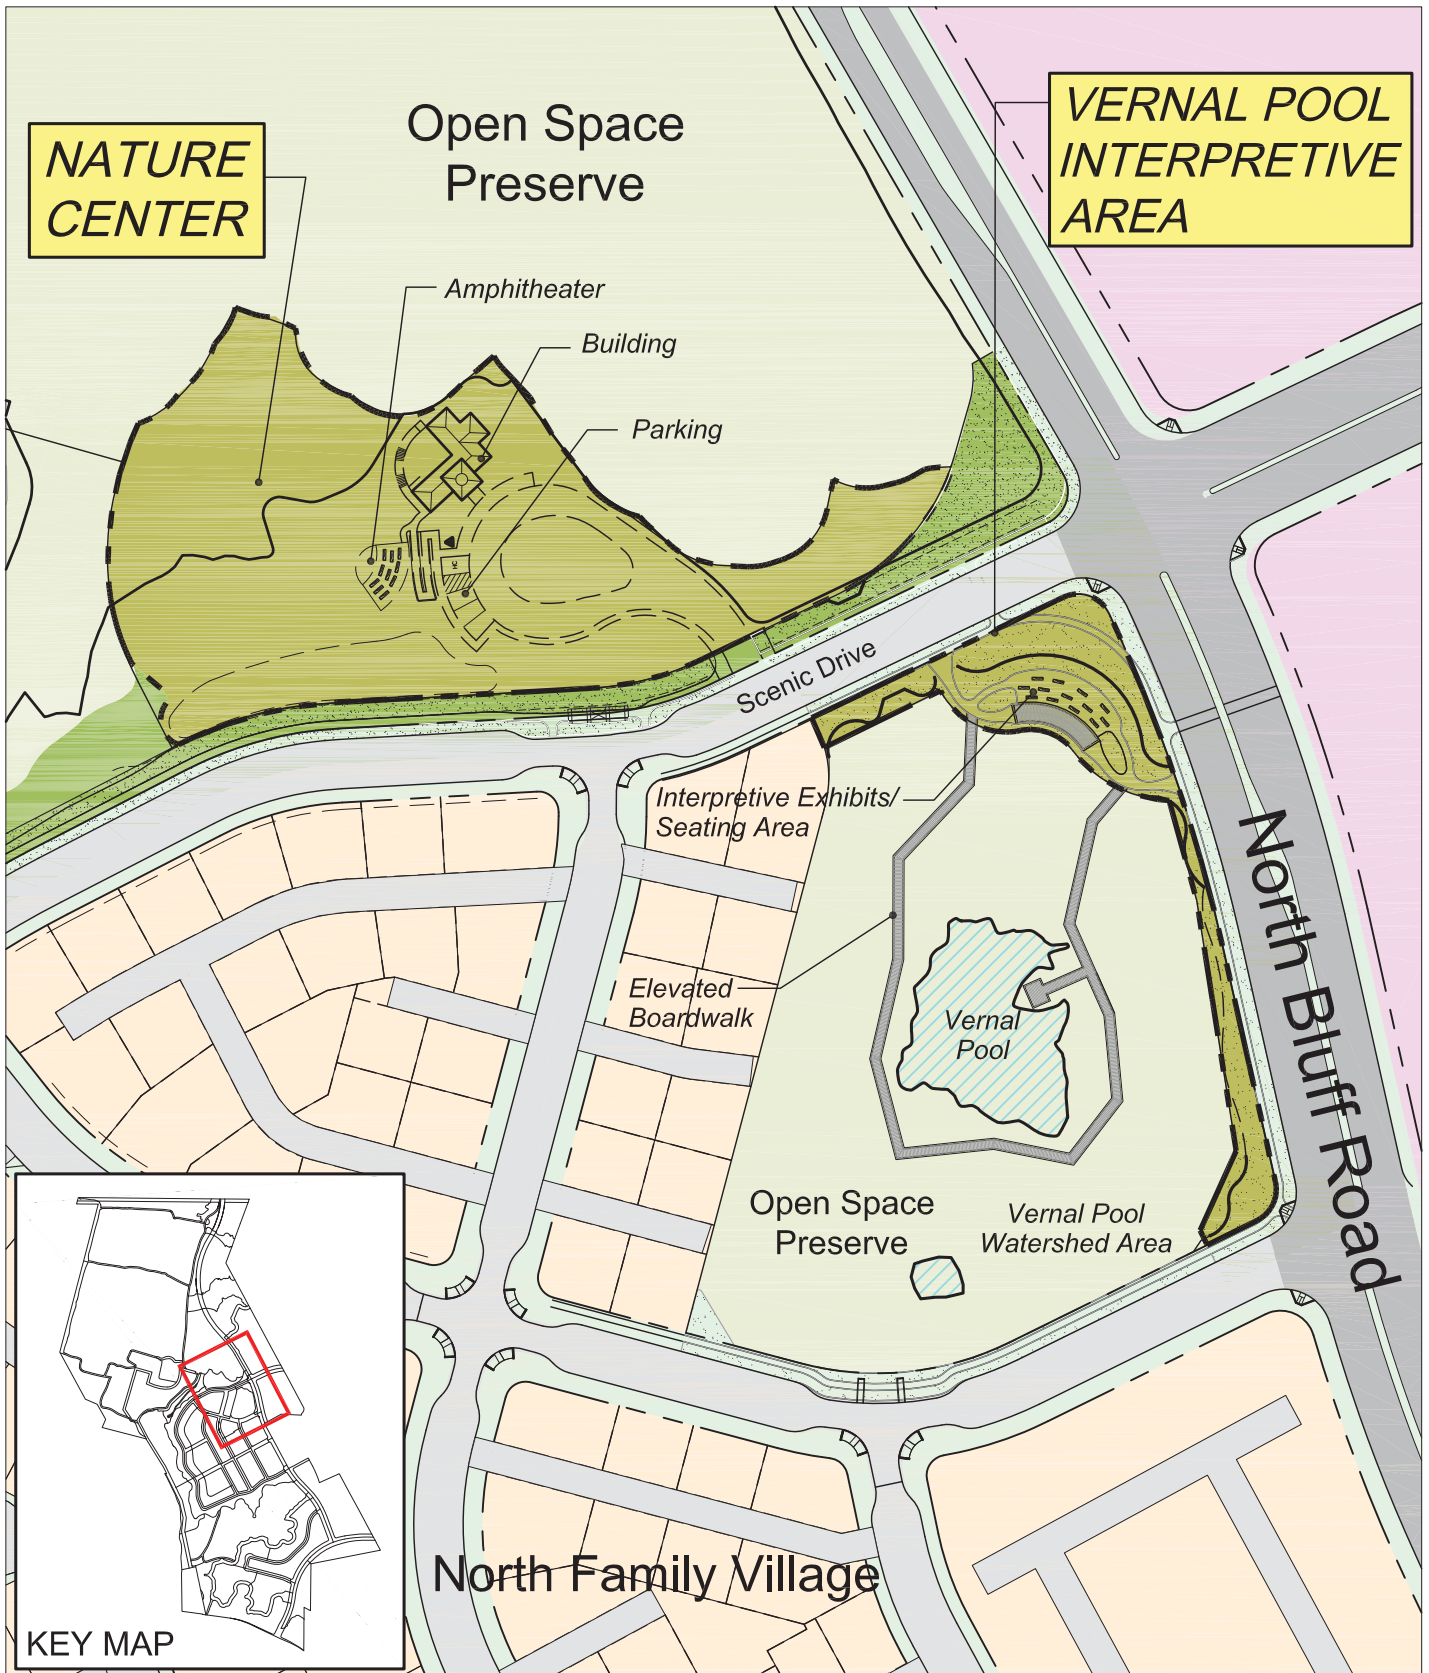 NATURE
CENTER
Open Space
Preserve
VERNAL POOL
INTERPRETIVE
AREA
Amphitheater
Building
Parking
HC
Scenic Drive
Interpretive Exhibits/
Seating Area
Elevated
Boardwalk
Vernal
Pool
North Bluff Road
Open Space
Preserve
Vernal Pool
Watershed Area
North Family Village
KEY MAP